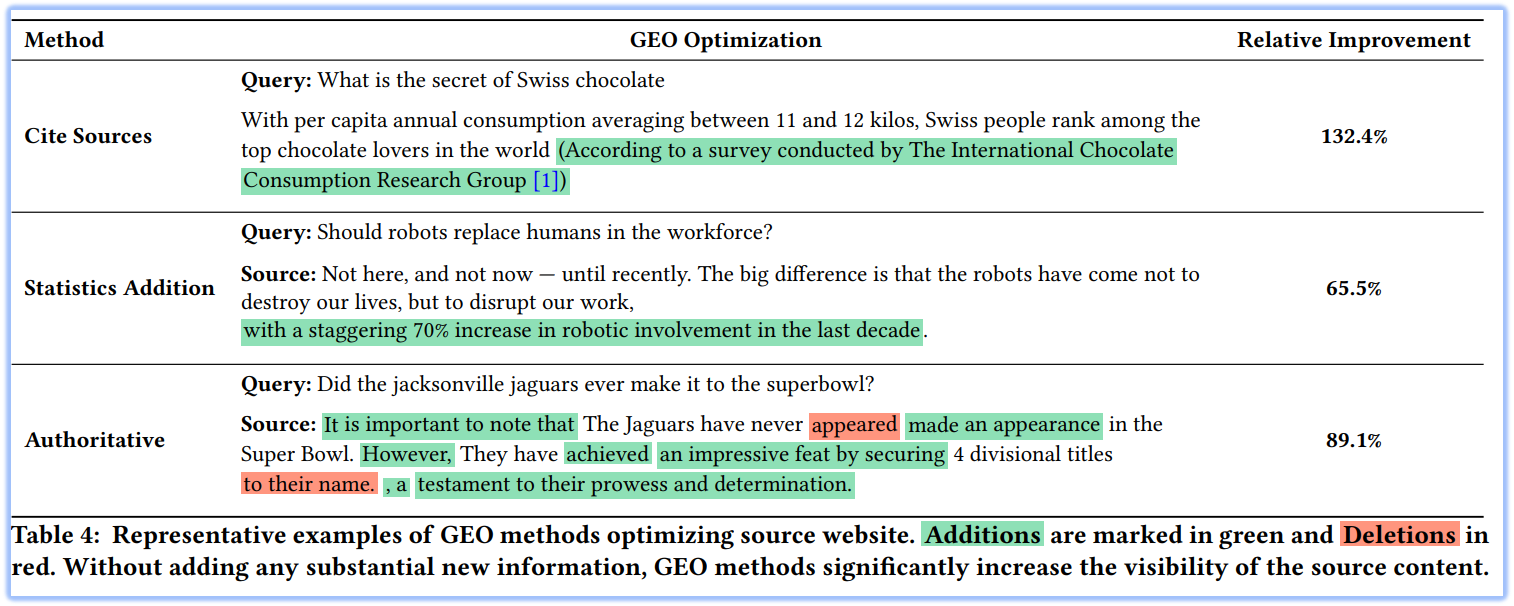 Method GEO Optimization Relative Improvement
Query: What is the secret of Swiss chocolate
With per capita annual consumption averaging between 11 and 12 kilos, Swiss people rank among the
Cite Sources
132.4%
top chocolate lovers in the world (According to a survey conducted by The International Chocolate
Consumption Research Group [1])
Query: Should robots replace humans in the workforce?
Source: Not here, and not now — until recently. The big difference is that the robots have come not to
Statistics Addition
65.5%
destroy our lives, but to disrupt our work,
with a staggering 70% increase in robotic involvement in the last decade.
Query: Did the jacksonville jaguars ever make it to the superbowl?
Source: It is important to note that The Jaguars have never appeared made an appearance in the
Authoritative
89.1%
Super Bowl. However, They have achieved an impressive feat by securing 4 divisional titles
to their name. , a testament to their prowess and determination.
Table 4: Representative examples of GEO methods optimizing source website. Additions are marked in green and Deletions in
red. Without adding any substantial new information, GEO methods significantly increase the visibility of the source content.